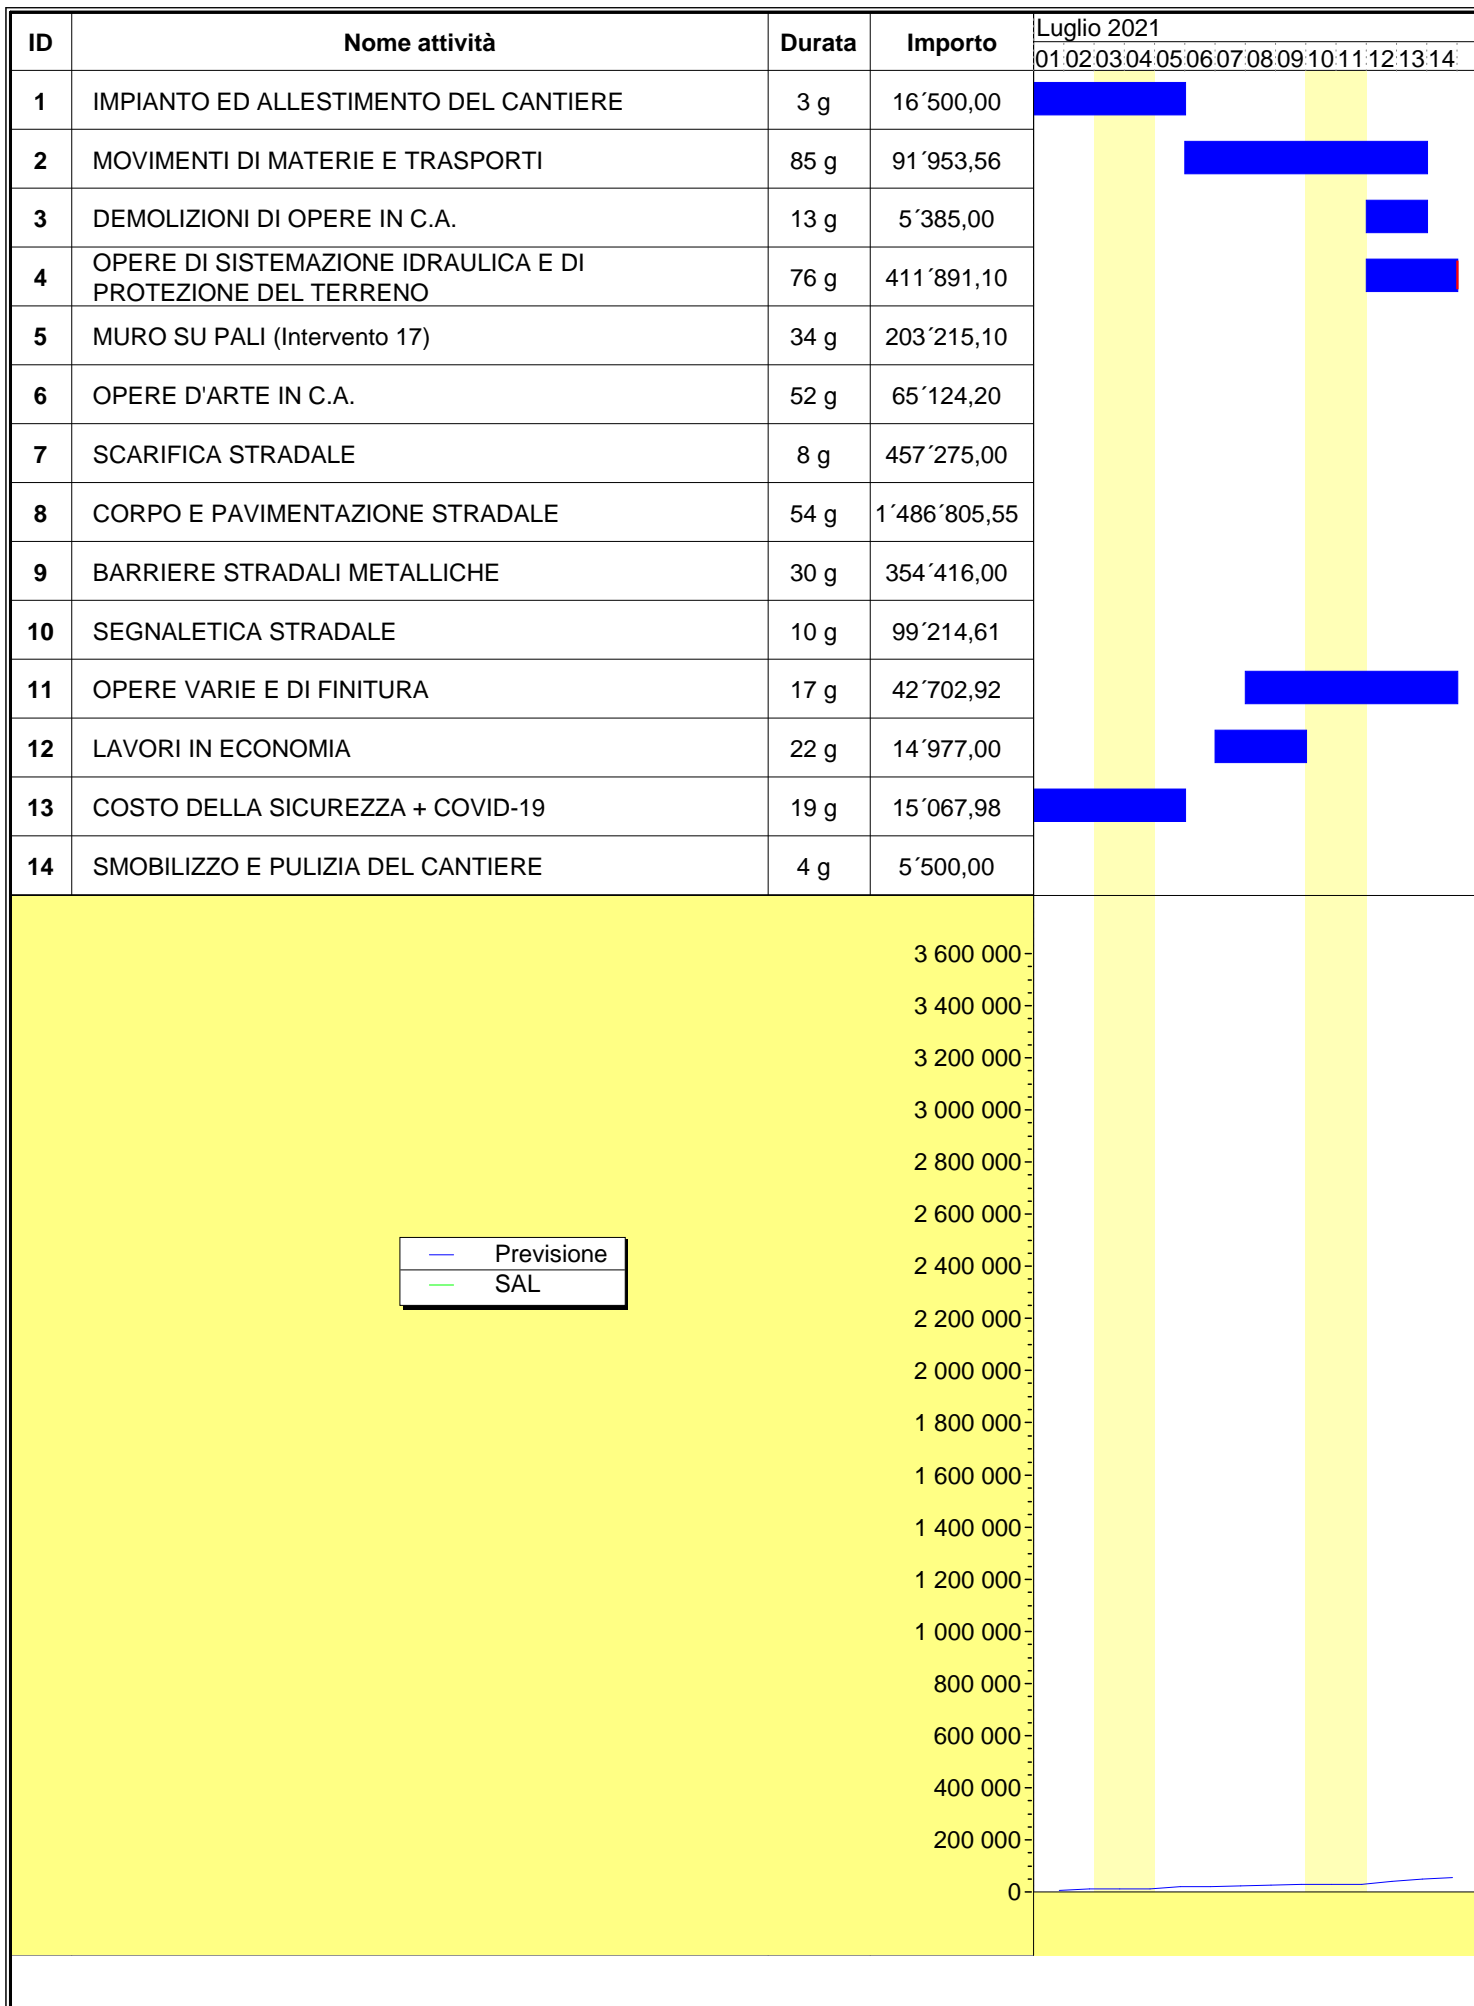 ID Nome attività Durata Importo Luglio 2021
01 02 03 04 05 06 07 08 09 10 11 12 13 14
1 IMPIANTO ED ALLESTIMENTO DEL CANTIERE 3 g 16´500,00
2 MOVIMENTI DI MATERIE E TRASPORTI 85 g 91´953,56
3 DEMOLIZIONI DI OPERE IN C.A. 13 g 5´385,00
4 OPERE DI SISTEMAZIONE IDRAULICA E DI
PROTEZIONE DEL TERRENO 76 g 411´891,10
5 MURO SU PALI (Intervento 17) 34 g 203´215,10
6 OPERE D'ARTE IN C.A. 52 g 65´124,20
7 SCARIFICA STRADALE 8 g 457´275,00
8 CORPO E PAVIMENTAZIONE STRADALE 54 g 1´486´805,55
9 BARRIERE STRADALI METALLICHE 30 g 354´416,00
10 SEGNALETICA STRADALE 10 g 99´214,61
11 OPERE VARIE E DI FINITURA 17 g 42´702,92
12 LAVORI IN ECONOMIA 22 g 14´977,00
13 COSTO DELLA SICUREZZA + COVID-19 19 g 15´067,98
14 SMOBILIZZO E PULIZIA DEL CANTIERE 4 g 5´500,00
3 600 000
3 400 000
3 200 000
3 000 000
2 800 000
2 600 000
Previsione
2 400 000
SAL
2 200 000
2 000 000
1 800 000
1 600 000
1 400 000
1 200 000
1 000 000
800 000
600 000
400 000
200 000
0